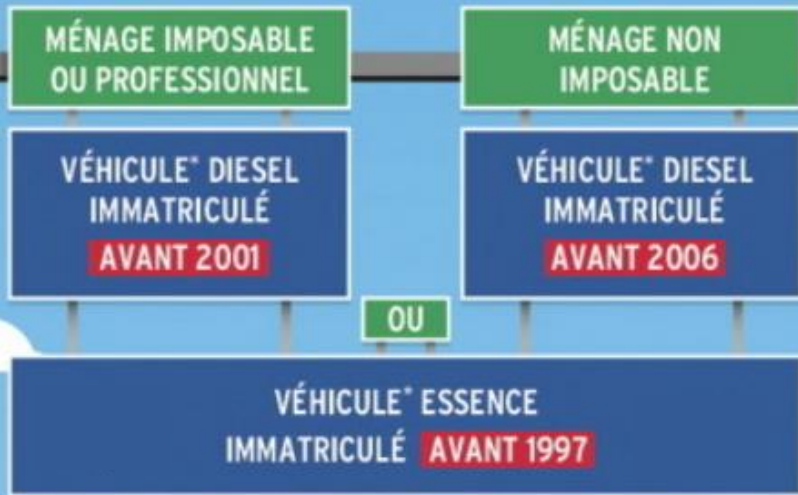 MÉNAGE IMPOSABLE
OU PROFESSIONNEL
VÉHICULE* DIESEL
IMMATRICULÉ
AVANT 2001
MÉNAGE NON
IMPOSABLE
VÉHICULE* DIESEL
IMMATRICULÉ
AVANT 2006
OU
VÉHICULE* ESSENCE
IMMATRICULÉ AVANT 1997